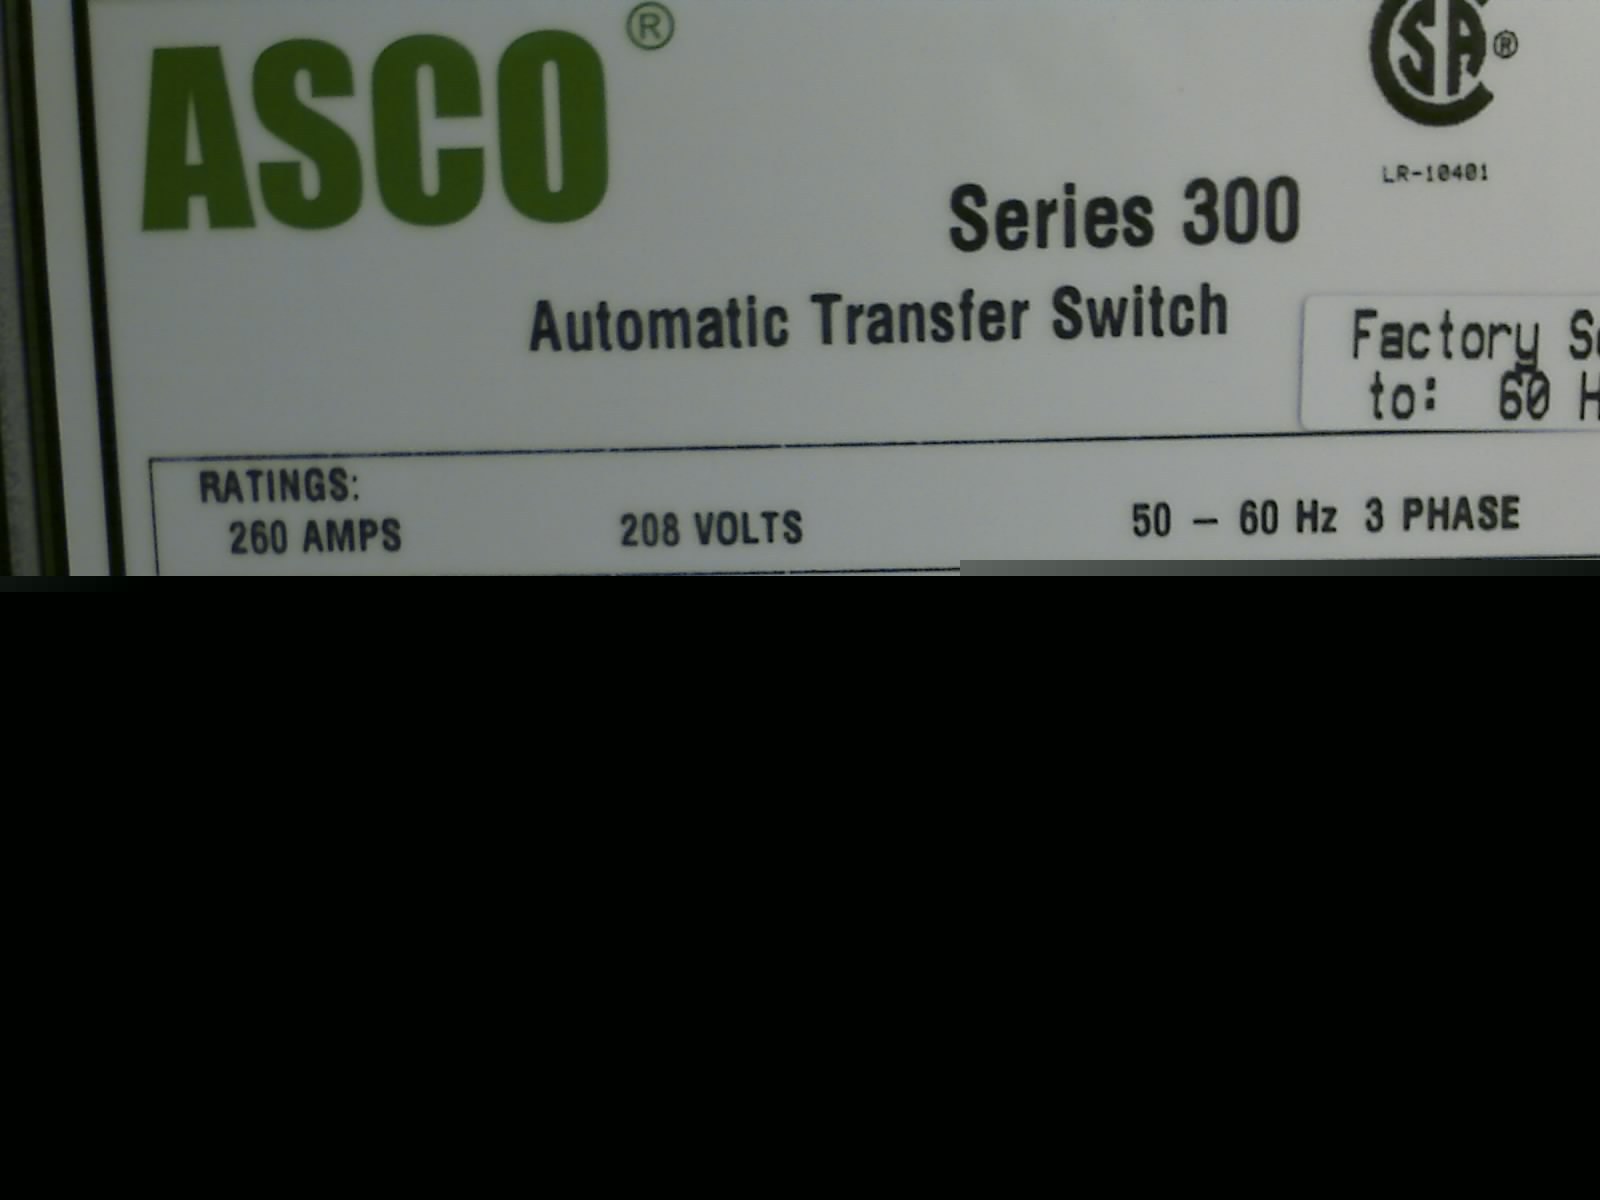 ASCO®
SA®
LR-10401
Series 300
Automatic Transfer Switch
Factory
to: 60
RATINGS:
260 AMPS 208 VOLTS 50 – 60 Hz 3 PHASE